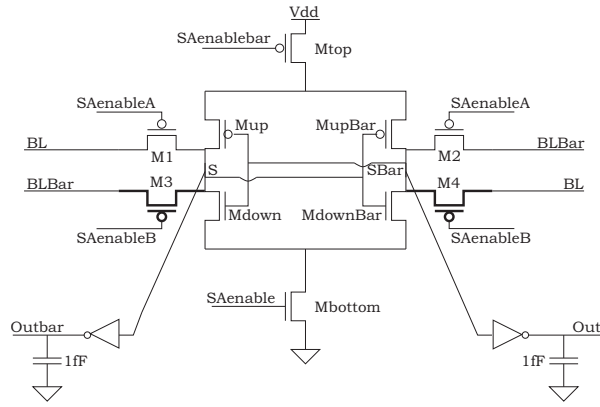 Vdd
SAenablebar
Mtop
SAenableA
SAenableA
Mup
MupBar
BL
M1
M2
BLBar
S
SBar
BLBar
M3
M4
BL
Mdown
MdownBar
SAenableB
SAenableB
SAenable
Mbottom
Outbar
Out
1fF
1fF